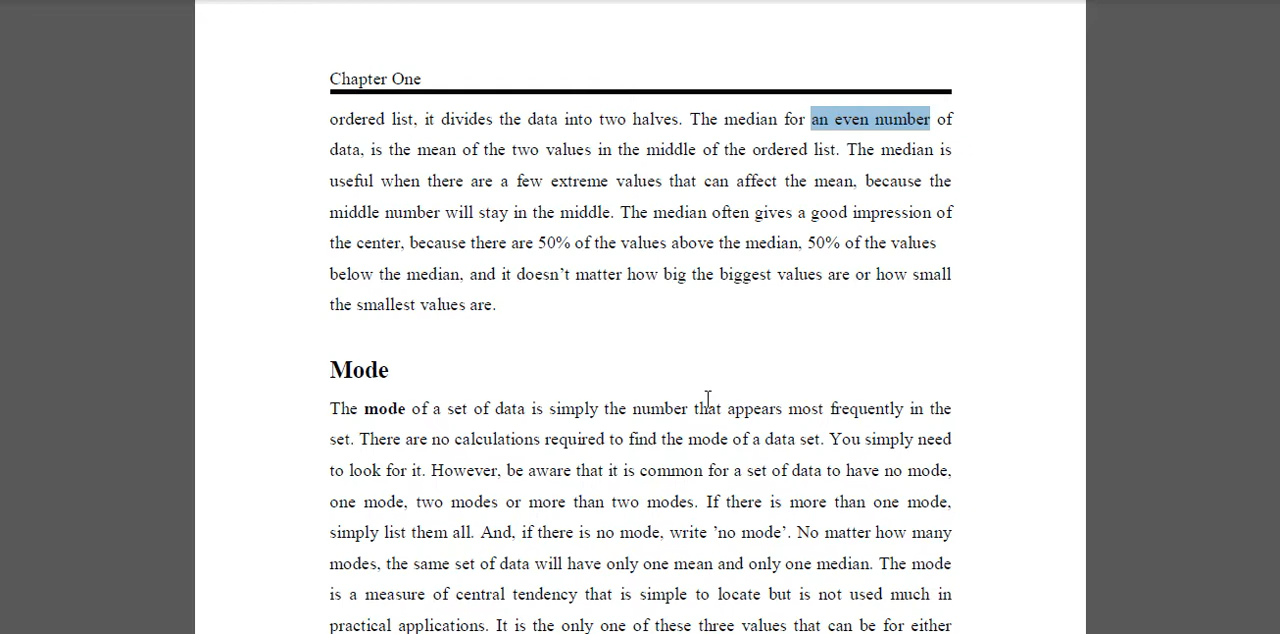 Chapter One
ordered list, it divides the data into two halves. The median for an even number of
data, is the mean of the two values in the middle of the ordered list. The median is
useful when there are a few extreme values that can affect the mean, because the
middle number will stay in the middle. The median often gives a good impression of
the center, because there are 50% of the values above the median, 50% of the values
below the median, and it doesn’t matter how big the biggest values are or how small
the smallest values are.
Mode
The mode of a set of data is simply the number that appears most frequently in the
set. There are no calculations required to find the mode of a data set. You simply need
to look for it. However, be aware that it is common for a set of data to have no mode,
one mode, two modes or more than two modes. If there is more than one mode,
simply list them all. And, if there is no mode, write ’no mode’. No matter how many
modes, the same set of data will have only one mean and only one median. The mode
is a measure of central tendency that is simple to locate but is not used much in
practical applications. It is the only one of these three values that can be for either